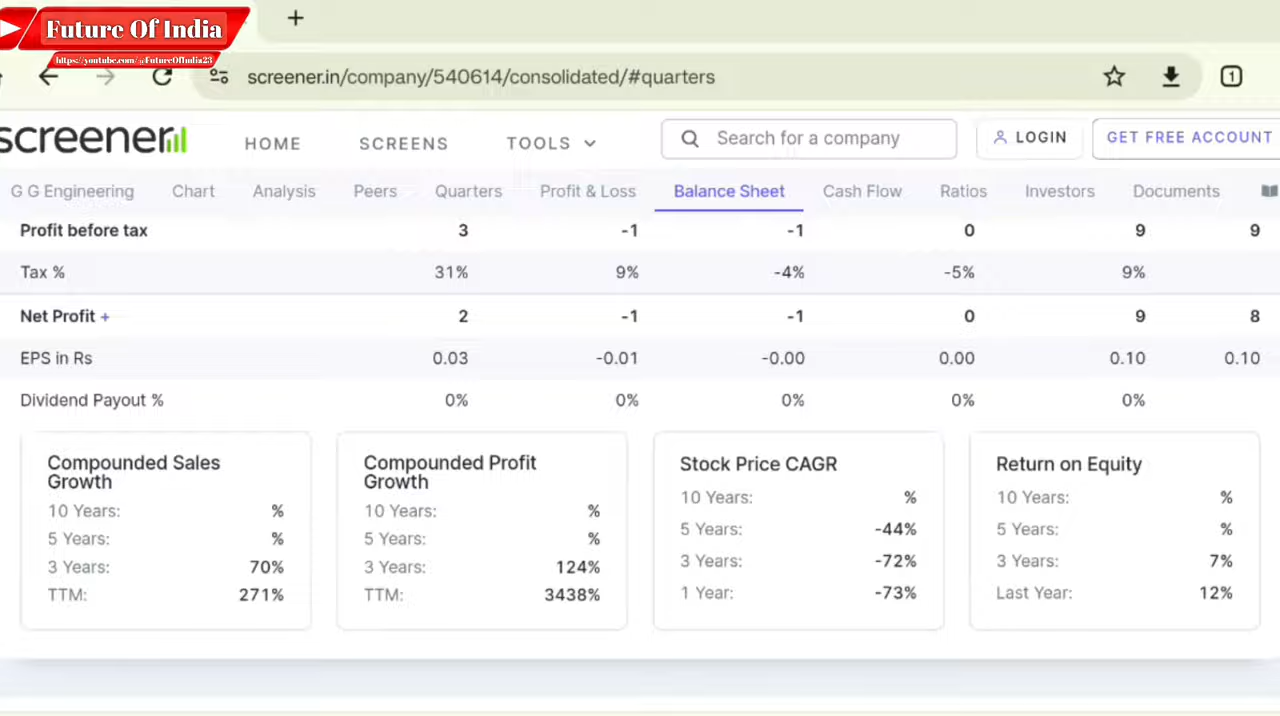 Future Of India
https://youtube.com/@FutureOfIndia23
screener.in/company/540614/consolidated/#quarters
1
screener
HOME
SCREENS
TOOLS
Search for a company
LOGIN
GET FREE ACCOUNT
G G Engineering Chart Analysis Peers Quarters Profit & Loss Balance Sheet Cash Flow Ratios Investors Documents
Profit before tax 3 -1 -1 0 9 9
Tax % 31% 9% -4% -5% 9%
Net Profit + 2 -1 -1 0 9 8
EPS in Rs 0.03 -0.01 -0.00 0.00 0.10 0.10
Dividend Payout % 0% 0% 0% 0% 0%
Compounded Sales
Growth
10 Years: %
5 Years: %
3 Years: 70%
TTM: 271%
Compounded Profit
Growth
10 Years: %
5 Years: %
3 Years: 124%
TTM: 3438%
Stock Price CAGR
10 Years: %
5 Years: -44%
3 Years: -72%
1 Year: -73%
Return on Equity
10 Years: %
5 Years: %
3 Years: 7%
Last Year: 12%